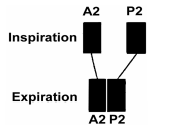 A2 P2
Inspiration
Expiration
A2 P2